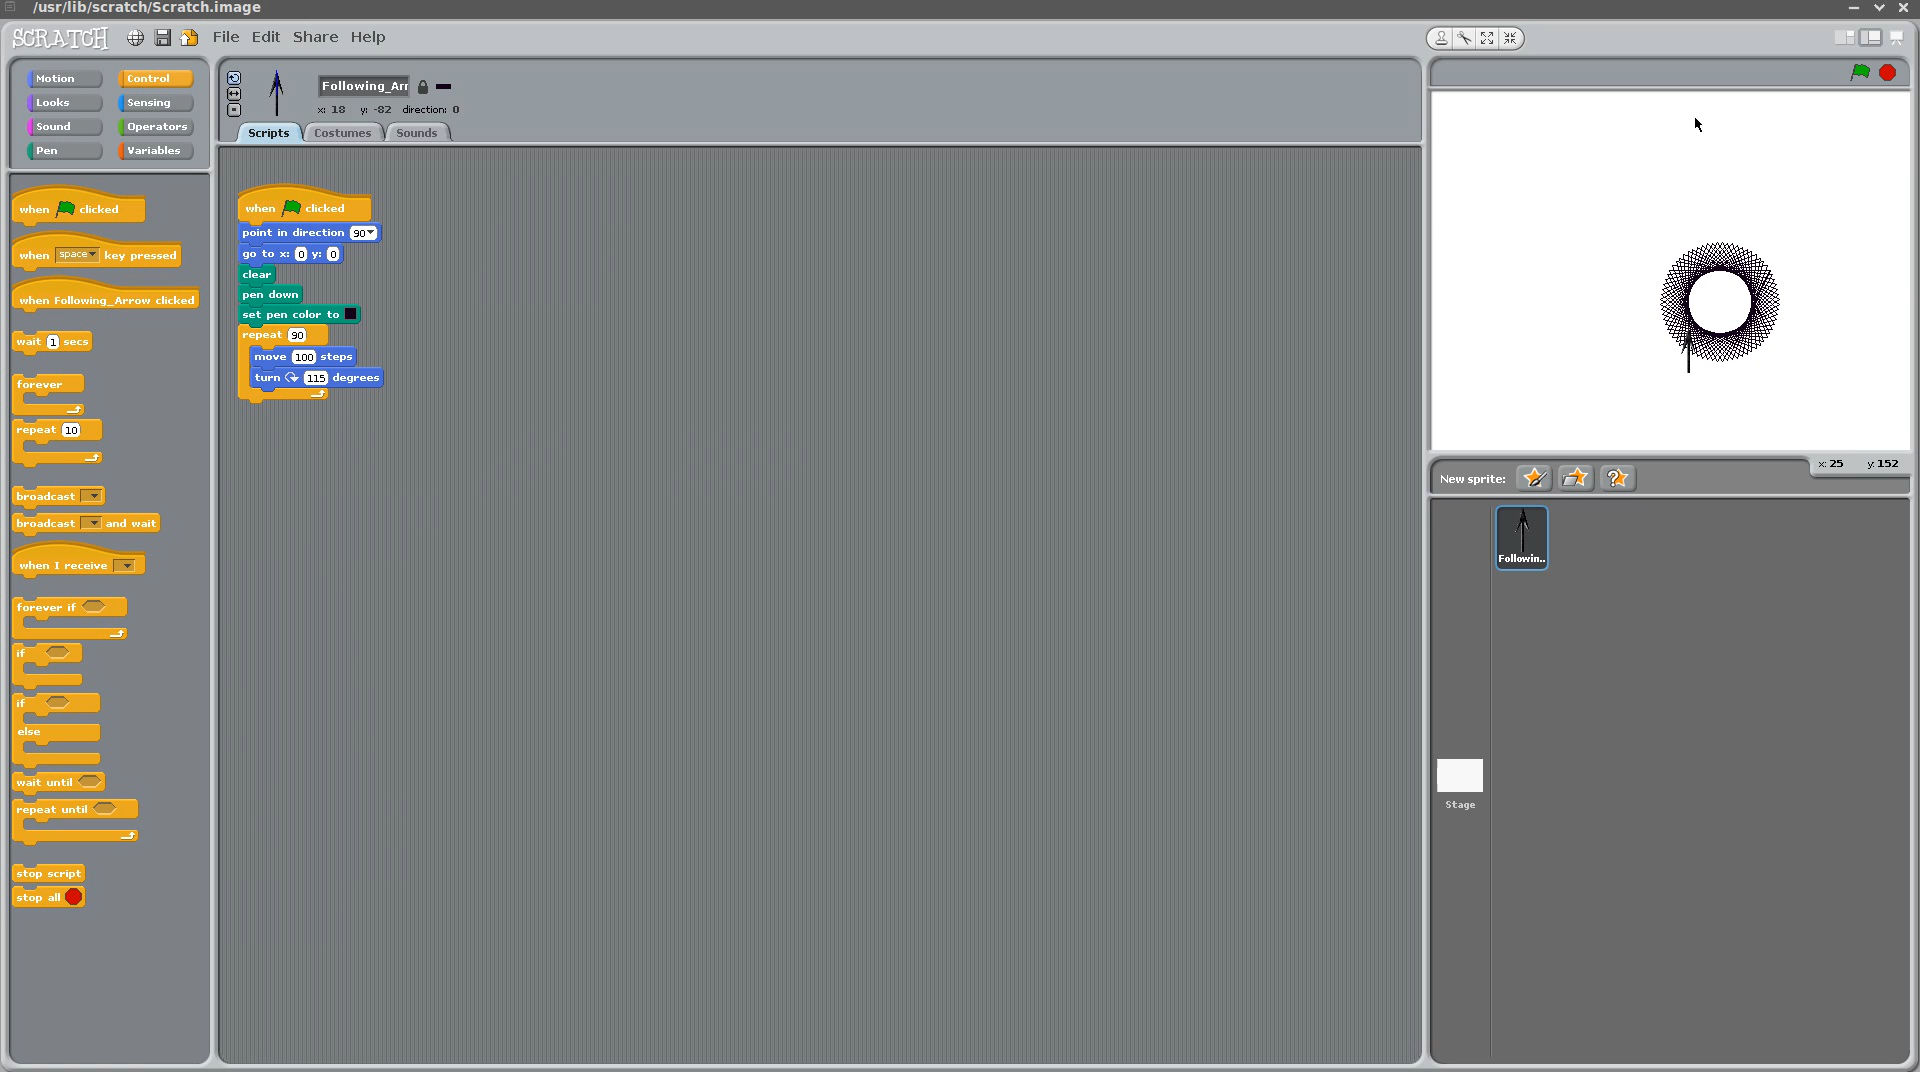 /usr/lib/scratch/Scratch.image
SCRATCH File Edit Share Help
Motion Control
Looks Sensing
Sound Operators
Pen Variables
Following_Arr
x: 18 y: -82 direction: 0
Scripts Costumes Sounds
when clicked
when space key pressed
when Following_Arrow clicked
wait 1 secs
forever
repeat 10
broadcast
broadcast and wait
when I receive
forever if
if
if
else
wait until
repeat until
stop script
stop all
when clicked
point in direction 90
go to x: 0 y: 0
clear
pen down
set pen color to
repeat 90
move 100 steps
turn 115 degrees
x: 25 y: 152
New sprite:
Followin..
Stage